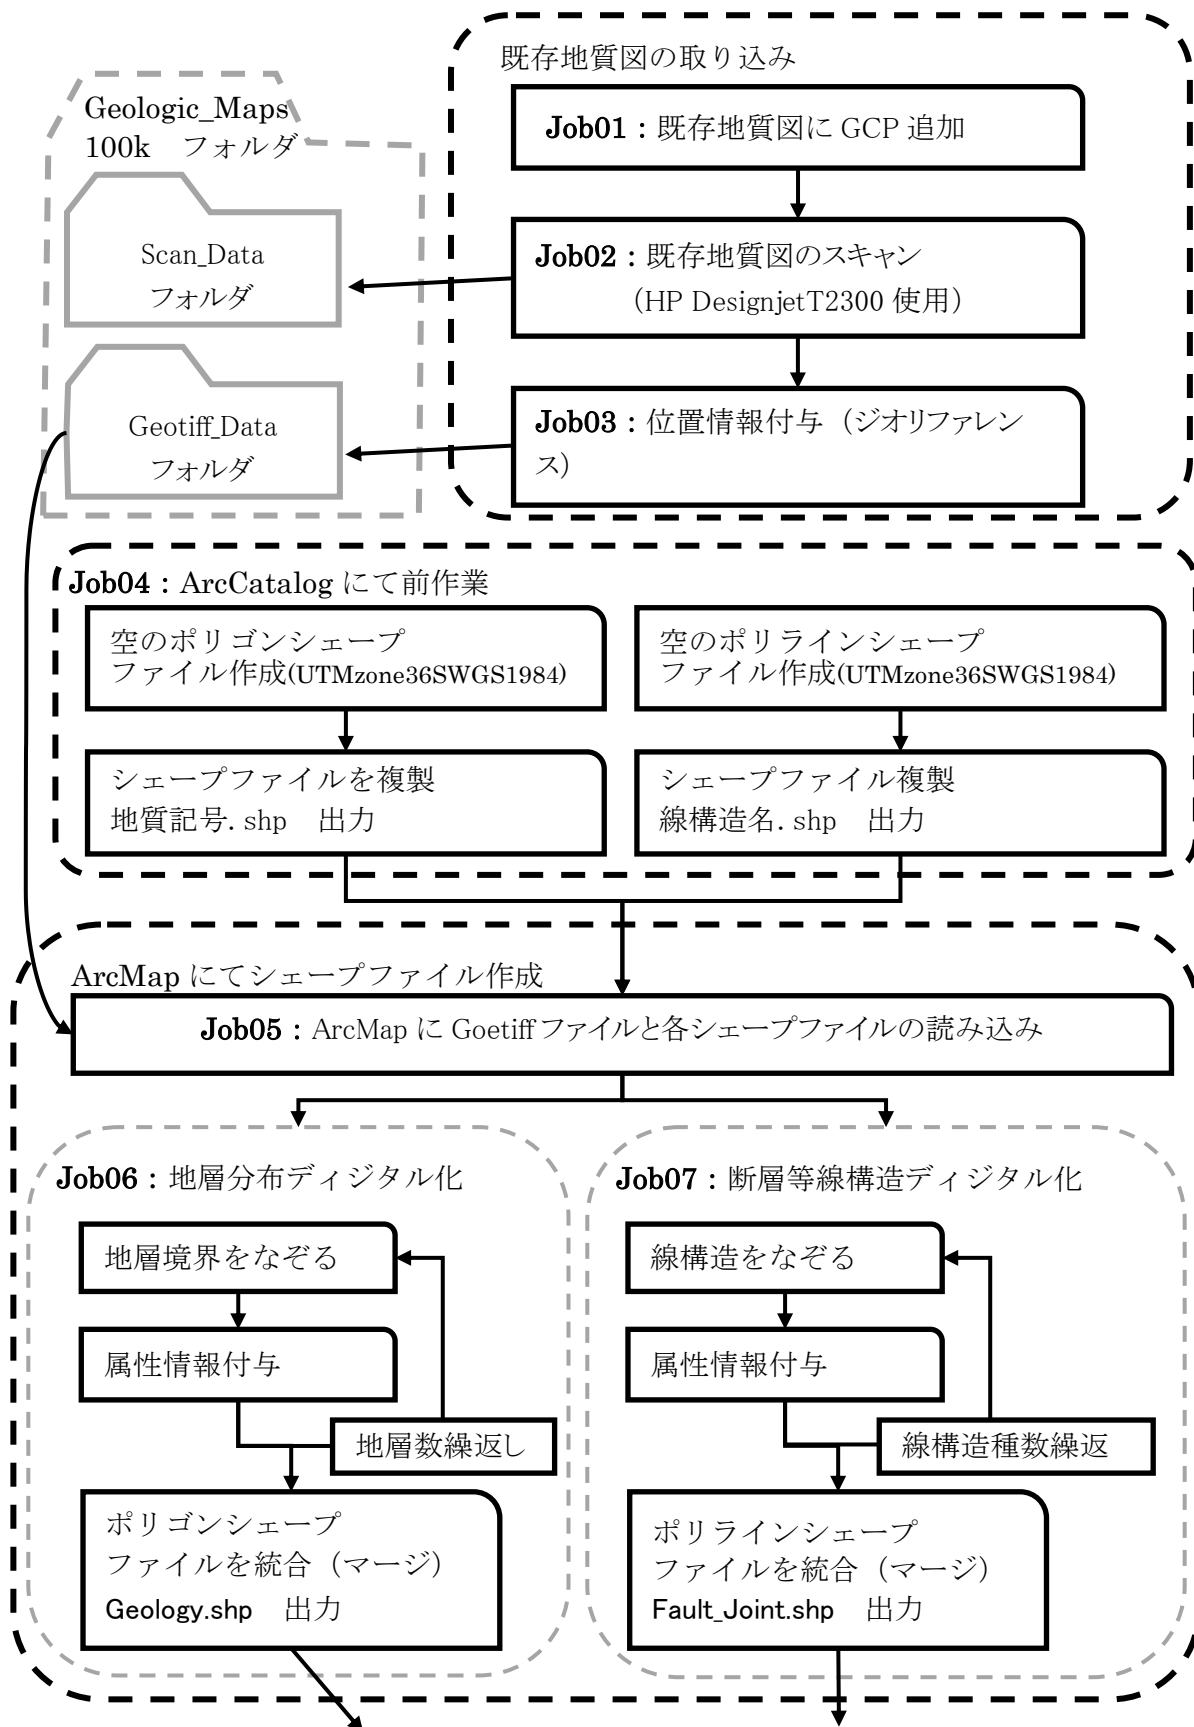 既存地質図の取り込み
Geologic_Maps
100k　フォルダ
Job01：既存地質図に GCP 追加
Scan_Data
フォルダ
Job02：既存地質図のスキャン
（HP DesignjetT2300 使用）
Geotiff_Data
フォルダ
Job03：位置情報付与（ジオリファレン
ス）
Job04：ArcCatalog にて前作業
空のポリゴンシェープ
ファイル作成(UTMzone36SWGS1984)
空のポリラインシェープ
ファイル作成(UTMzone36SWGS1984)
シェープファイルを複製
地質記号. shp　出力
シェープファイル複製
線構造名. shp　出力
ArcMap にてシェープファイル作成
Job05：ArcMap に Goetiff ファイルと各シェープファイルの読み込み
Job06：地層分布ディジタル化
地層境界をなぞる
属性情報付与
地層数繰返し
ポリゴンシェープ
ファイルを統合（マージ）
Geology.shp　出力
Job07：断層等線構造ディジタル化
線構造をなぞる
属性情報付与
線構造種数繰返
ポリラインシェープ
ファイルを統合（マージ）
Fault_Joint.shp　出力